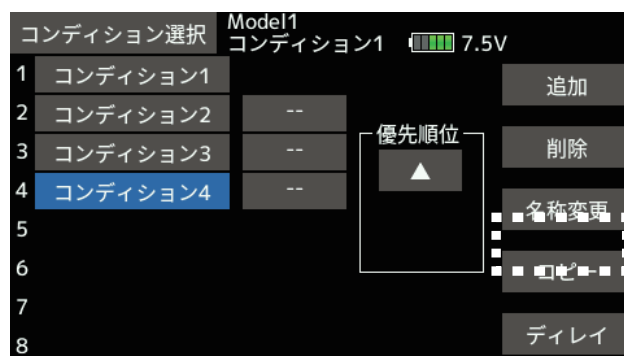 コンディション選択
Model1
コンディション1 7.5V
1 コンディション1
追加
2 コンディション2 --
優先順位
3 コンディション3 --
削除
▲
4 コンディション4 --
名称変更
5
6
コピー
7
8
ディレイ